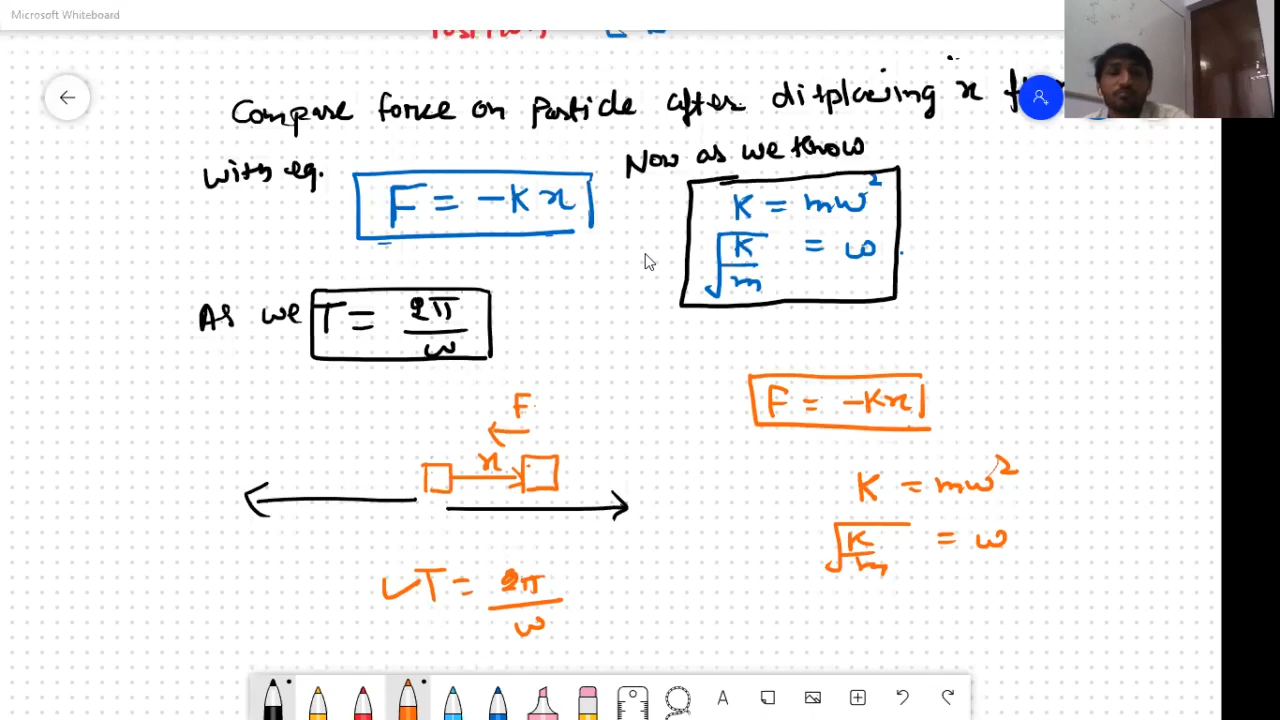 Microsoft Whiteboard
Compare force on Particle after displacing x
with eq.
F = -Kx
Now as we know
K = mω²
√(K/m) = ω
As we T = 2π/ω
F
x
F = -Kx
K = mω²
√(K/m) = ω
✓T = 2π/ω
A